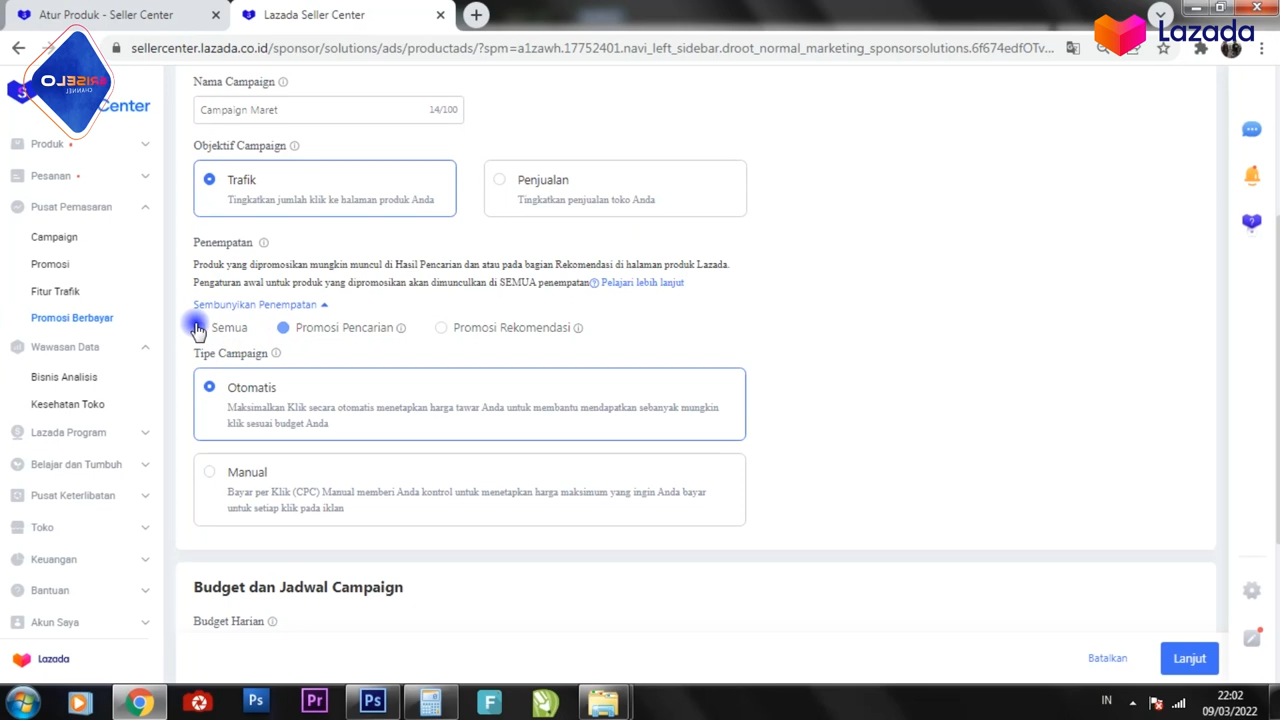 Atur Produk - Seller Center
Lazada Seller Center
sellercenter.lazada.co.id/sponsor/solutions/ads/productads/?spm=a1zawh.17752401.navi_left_sidebar.droot_normal_marketing_sponsorsolutions.6f674edfOTv...
Lazada
ARISELO
CHANNEL
Center
Produk
Pesanan
Pusat Pemasaran
Campaign
Promosi
Fitur Trafik
Promosi Berbayar
Wawasan Data
Bisnis Analisis
Kesehatan Toko
Lazada Program
Belajar dan Tumbuh
Pusat Keterlibatan
Toko
Keuangan
Bantuan
Akun Saya
Lazada
Nama Campaign
Campaign Maret 14/100
Objektif Campaign
Trafik
Tingkatkan jumlah klik ke halaman produk Anda
Penjualan
Tingkatkan penjualan toko Anda
Penempatan
Produk yang dipromosikan mungkin muncul di Hasil Pencarian dan atau pada bagian Rekomendasi di halaman produk Lazada.
Pengaturan awal untuk produk yang dipromosikan akan dimunculkan di SEMUA penempatan Pelajari lebih lanjut
Sembunyikan Penempatan
Semua Promosi Pencarian Promosi Rekomendasi
Tipe Campaign
Otomatis
Maksimalkan Klik secara otomatis menetapkan harga tawar Anda untuk membantu mendapatkan sebanyak mungkin
klik sesuai budget Anda
Manual
Bayar per Klik (CPC) Manual memberi Anda kontrol untuk menetapkan harga maksimum yang ingin Anda bayar
untuk setiap klik pada iklan
Budget dan Jadwal Campaign
Budget Harian
Batalkan Lanjut
Ps Pr Ps F
IN
22:02
09/03/2022